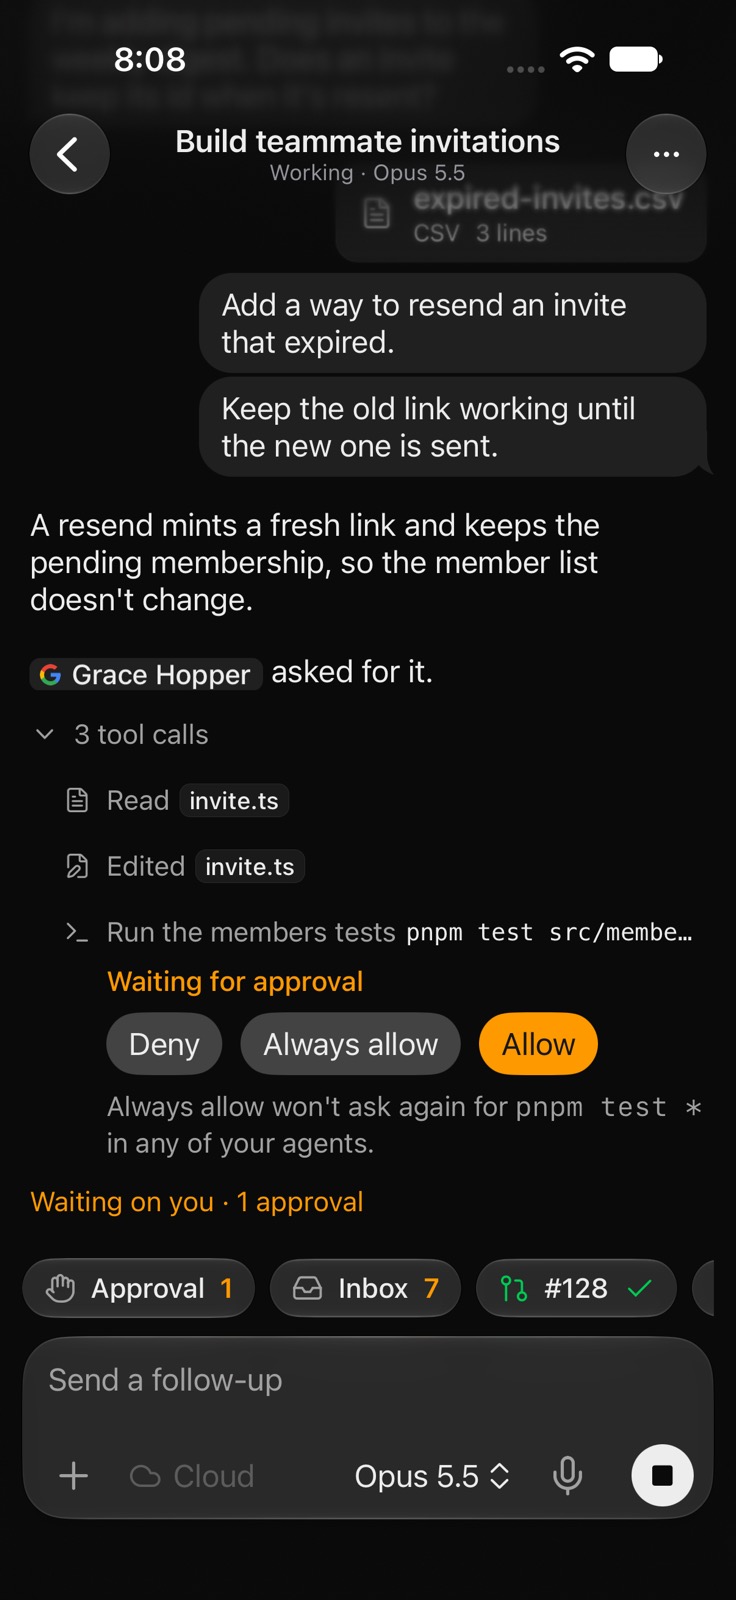 8:08
Build teammate invitations
Working · Opus 5.5
expired-invites.csv
CSV 3 lines
Add a way to resend an invite
that expired.
Keep the old link working until
the new one is sent.
A resend mints a fresh link and keeps the
pending membership, so the member list
doesn't change.
Grace Hopper asked for it.
3 tool calls
Read invite.ts
Edited invite.ts
Run the members tests pnpm test src/membe…
Waiting for approval
Deny Always allow Allow
Always allow won't ask again for pnpm test *
in any of your agents.
Waiting on you · 1 approval
Approval 1 Inbox 7 #128
Send a follow-up
Cloud Opus 5.5